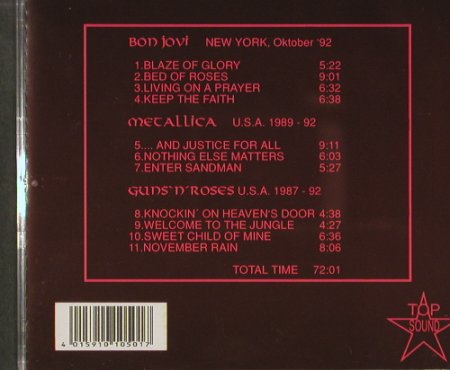 BON JOVI NEW YORK, Oktober '92
1.BLAZE OF GLORY 5:22
2.BED OF ROSES 9:01
3.LIVING ON A PRAYER 6:32
4.KEEP THE FAITH 6:38
METALLICA U.S.A. 1989 - 92
5.... AND JUSTICE FOR ALL 9:11
6.NOTHING ELSE MATTERS 6:03
7.ENTER SANDMAN 5:27
GUNS'N'ROSES U.S.A. 1987 - 92
8.KNOCKIN' ON HEAVEN'S DOOR 4:38
9.WELCOME TO THE JUNGLE 4:27
10.SWEET CHILD OF MINE 6:36
11.NOVEMBER RAIN 8:06
TOTAL TIME 72:01
4 015910 105017
TOP
SOUND